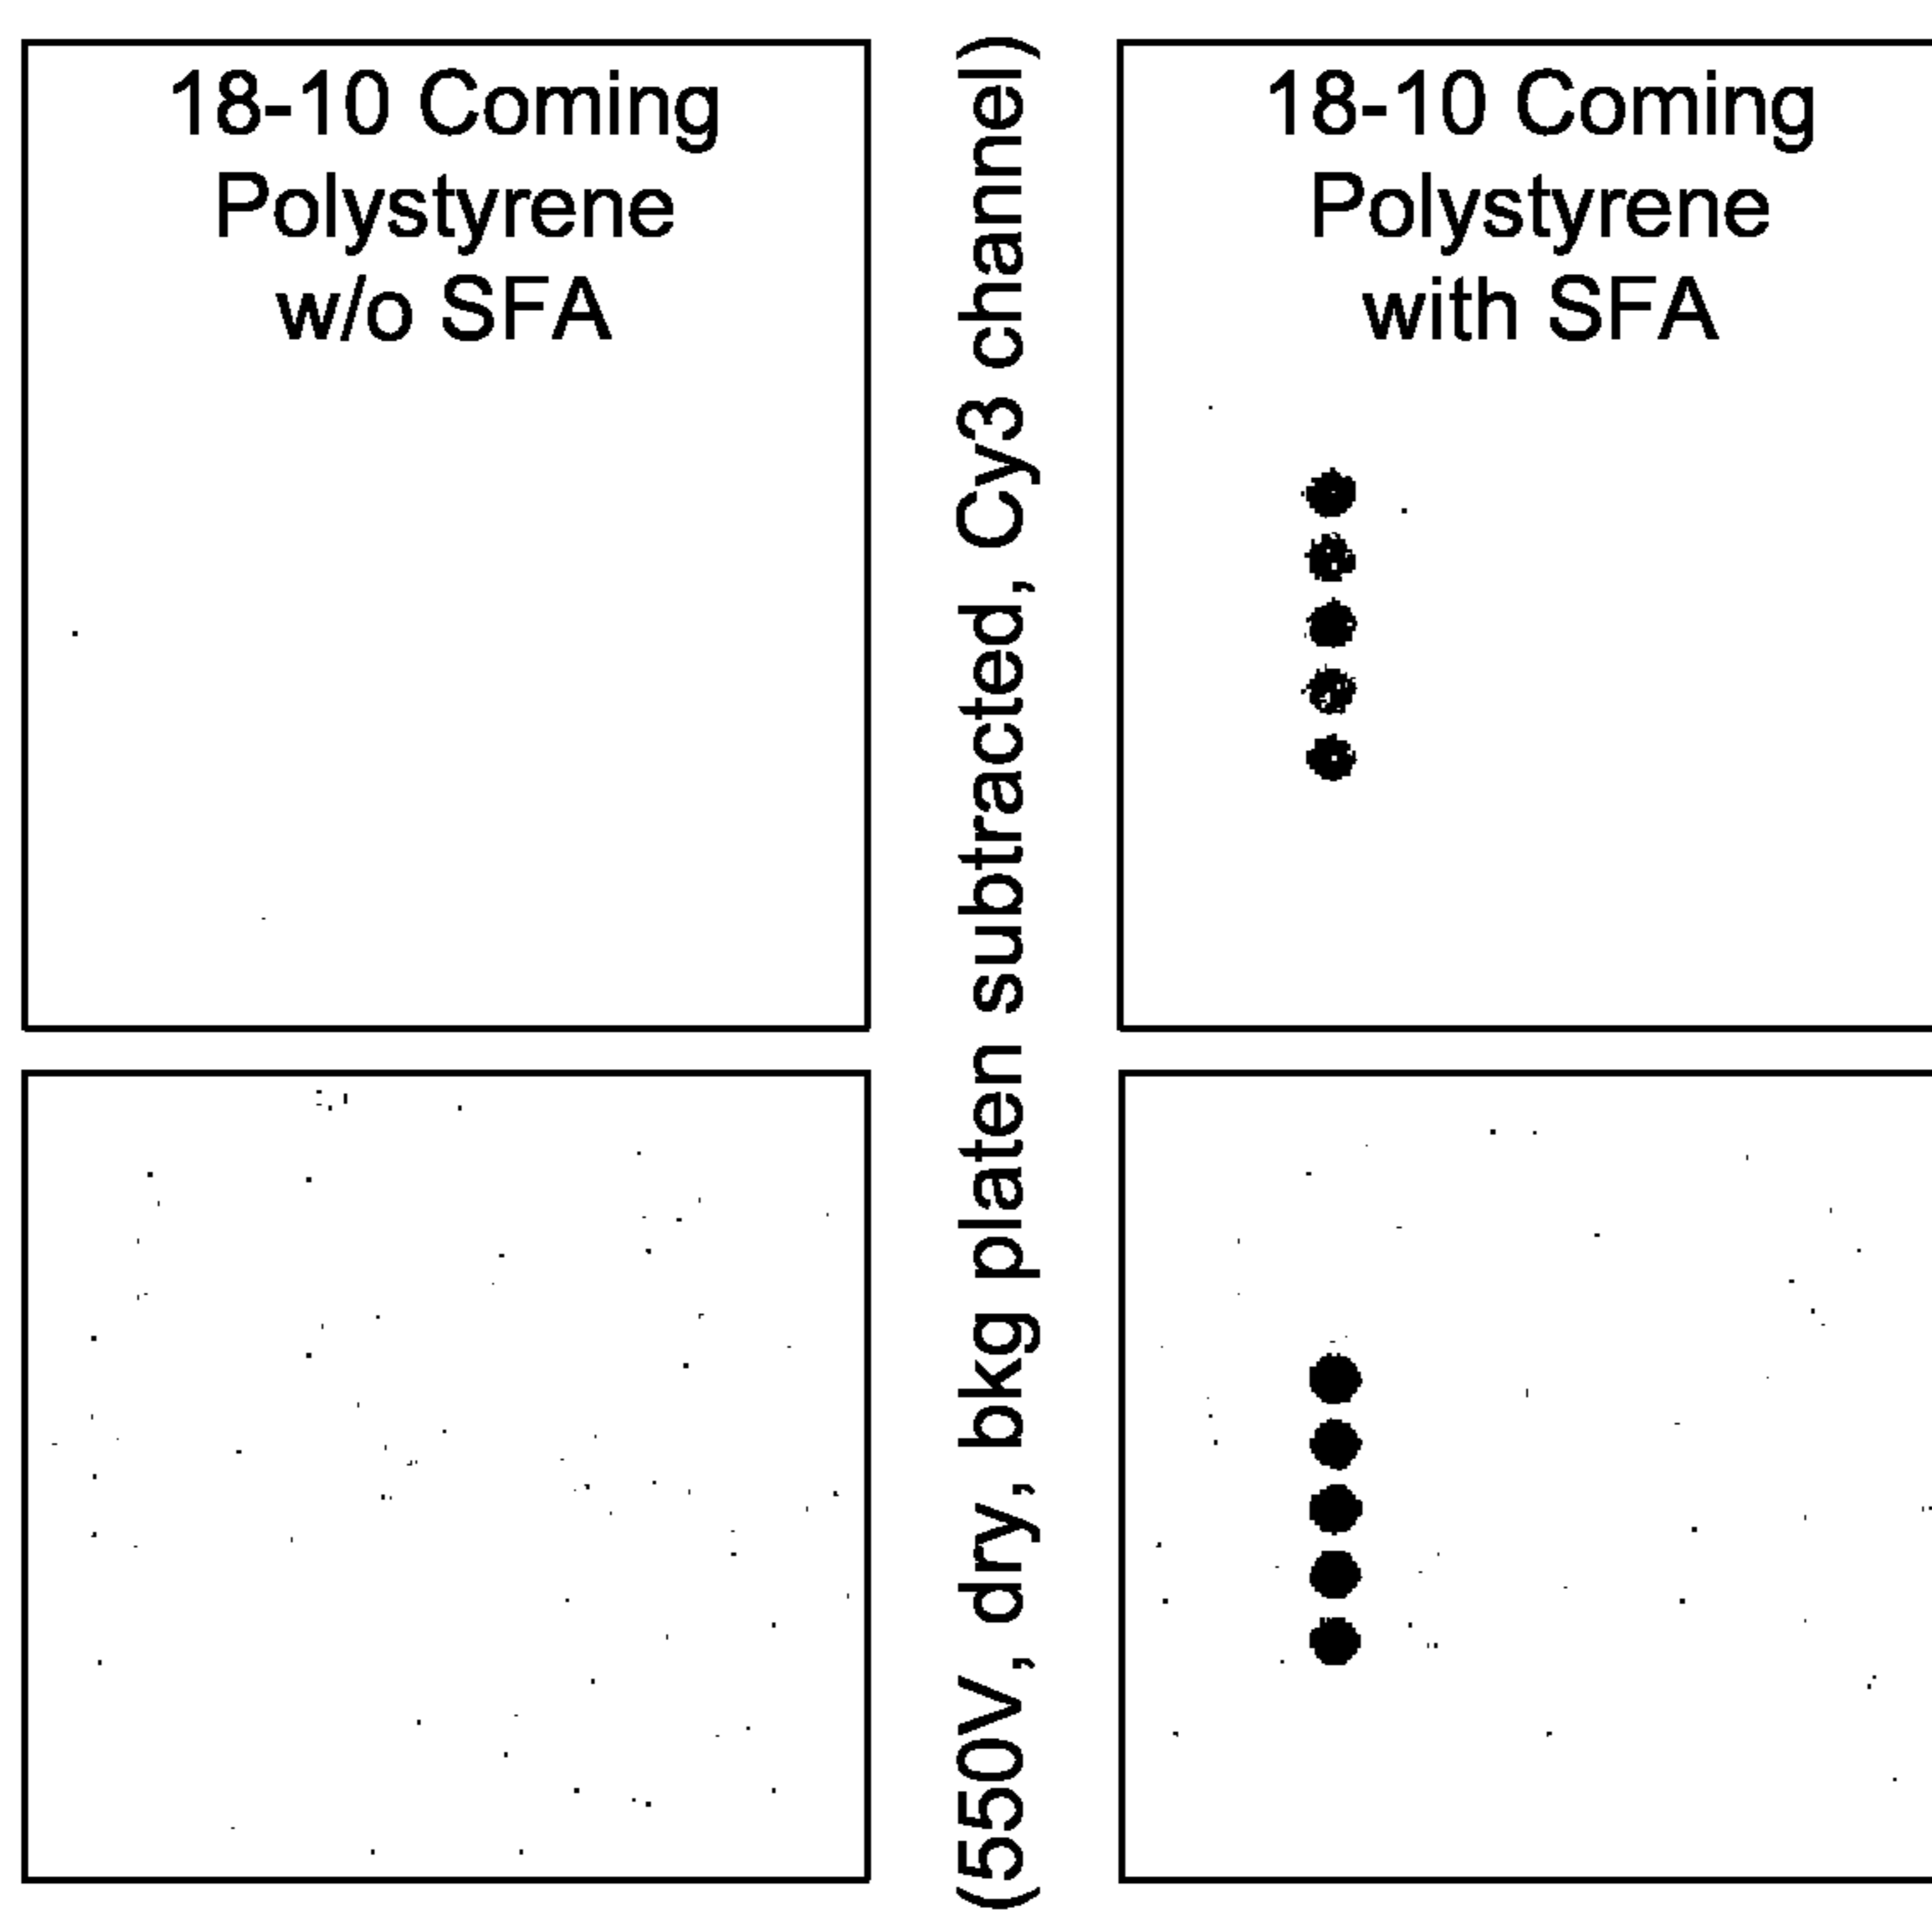 18-10 Coming
Polystyrene
w/o SFA
(550V, dry, bkg platen subtracted, Cy3 channel)
18-10 Coming
Polystyrene
with SFA